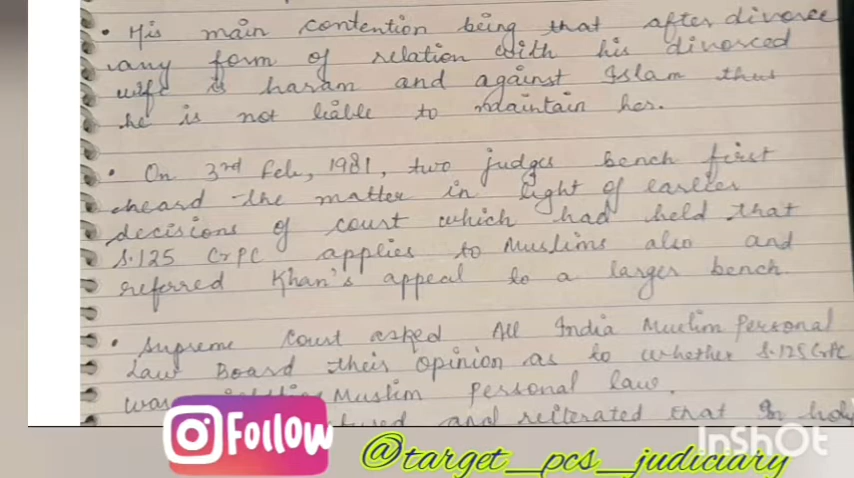 • His main contention being that after divorce
any form of relation with his divorced
wife is haram and against Islam thus
he is not liable to maintain her.
• On 3rd Feb, 1981, two judges bench first
heard the matter in light of earlier
decisions of court which had held that
S.125 CrPC applies to Muslims also and
referred Khan's appeal to a larger bench.
• Supreme Court asked All India Muslim Personal
Law Board their opinion as to whether S.125 CrPC
was Muslim personal law.
and reiterated that in holy
Follow
@target_pcs_judiciary
InShOt